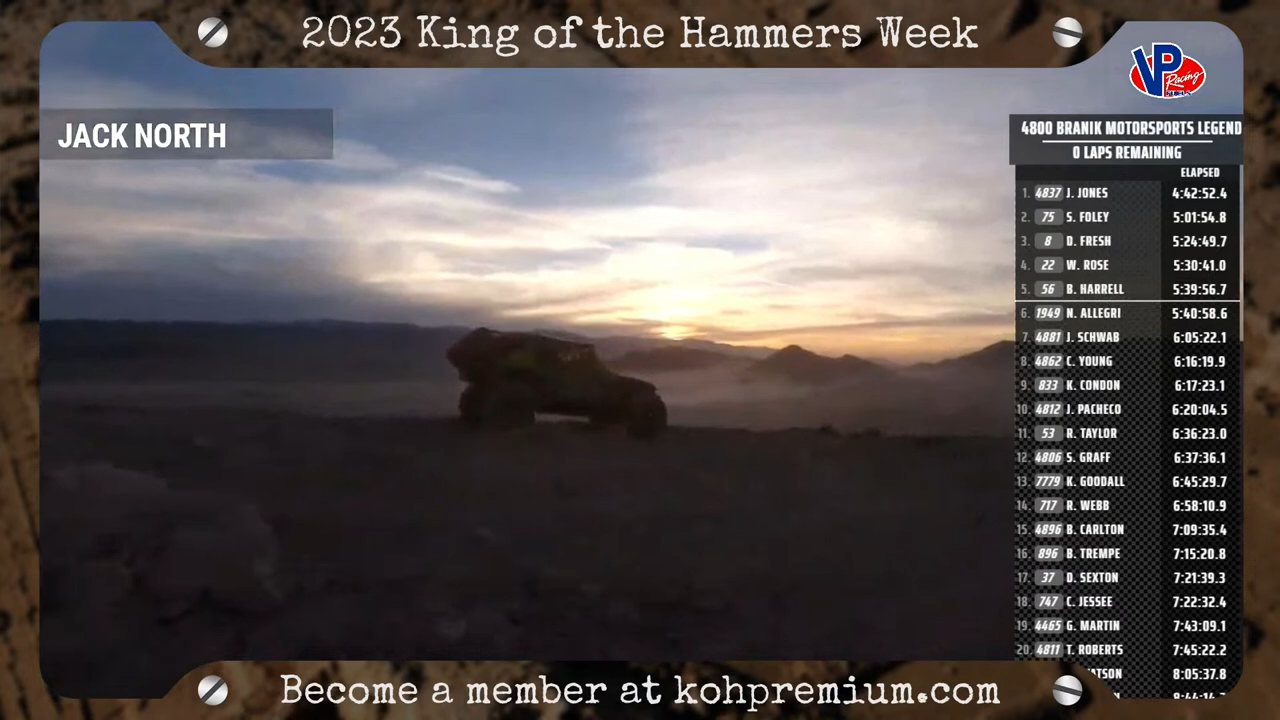 2023 King of the Hammers Week
VP Racing
FUELS
JACK NORTH
4800 BRANIK MOTORSPORTS LEGEND
0 LAPS REMAINING
ELAPSED
1. 4837 J. JONES 4:42:52.4
2. 75 S. FOLEY 5:01:54.8
3. 8 D. FRESH 5:24:49.7
4. 22 W. ROSE 5:30:41.0
5. 56 B. HARRELL 5:39:56.7
6. 1949 N. ALLEGRI 5:40:58.6
7. 4881 J. SCHWAB 6:05:22.1
8. 4862 C. YOUNG 6:16:19.9
9. 833 K. CONDON 6:17:23.1
10. 4812 J. PACHECO 6:20:04.5
11. 53 R. TAYLOR 6:36:23.0
12. 4806 S. GRAFF 6:37:36.1
13. 7779 K. GOODALL 6:45:29.7
14. 717 R. WEBB 6:58:10.9
15. 4896 B. CARLTON 7:09:35.4
16. 896 B. TREMPE 7:15:20.8
17. 37 D. SEXTON 7:21:39.3
18. 747 C. JESSEE 7:22:32.4
19. 4465 G. MARTIN 7:43:09.1
20. 4811 T. ROBERTS 7:45:22.2
ATSON 8:05:37.8
Become a member at kohpremium.com